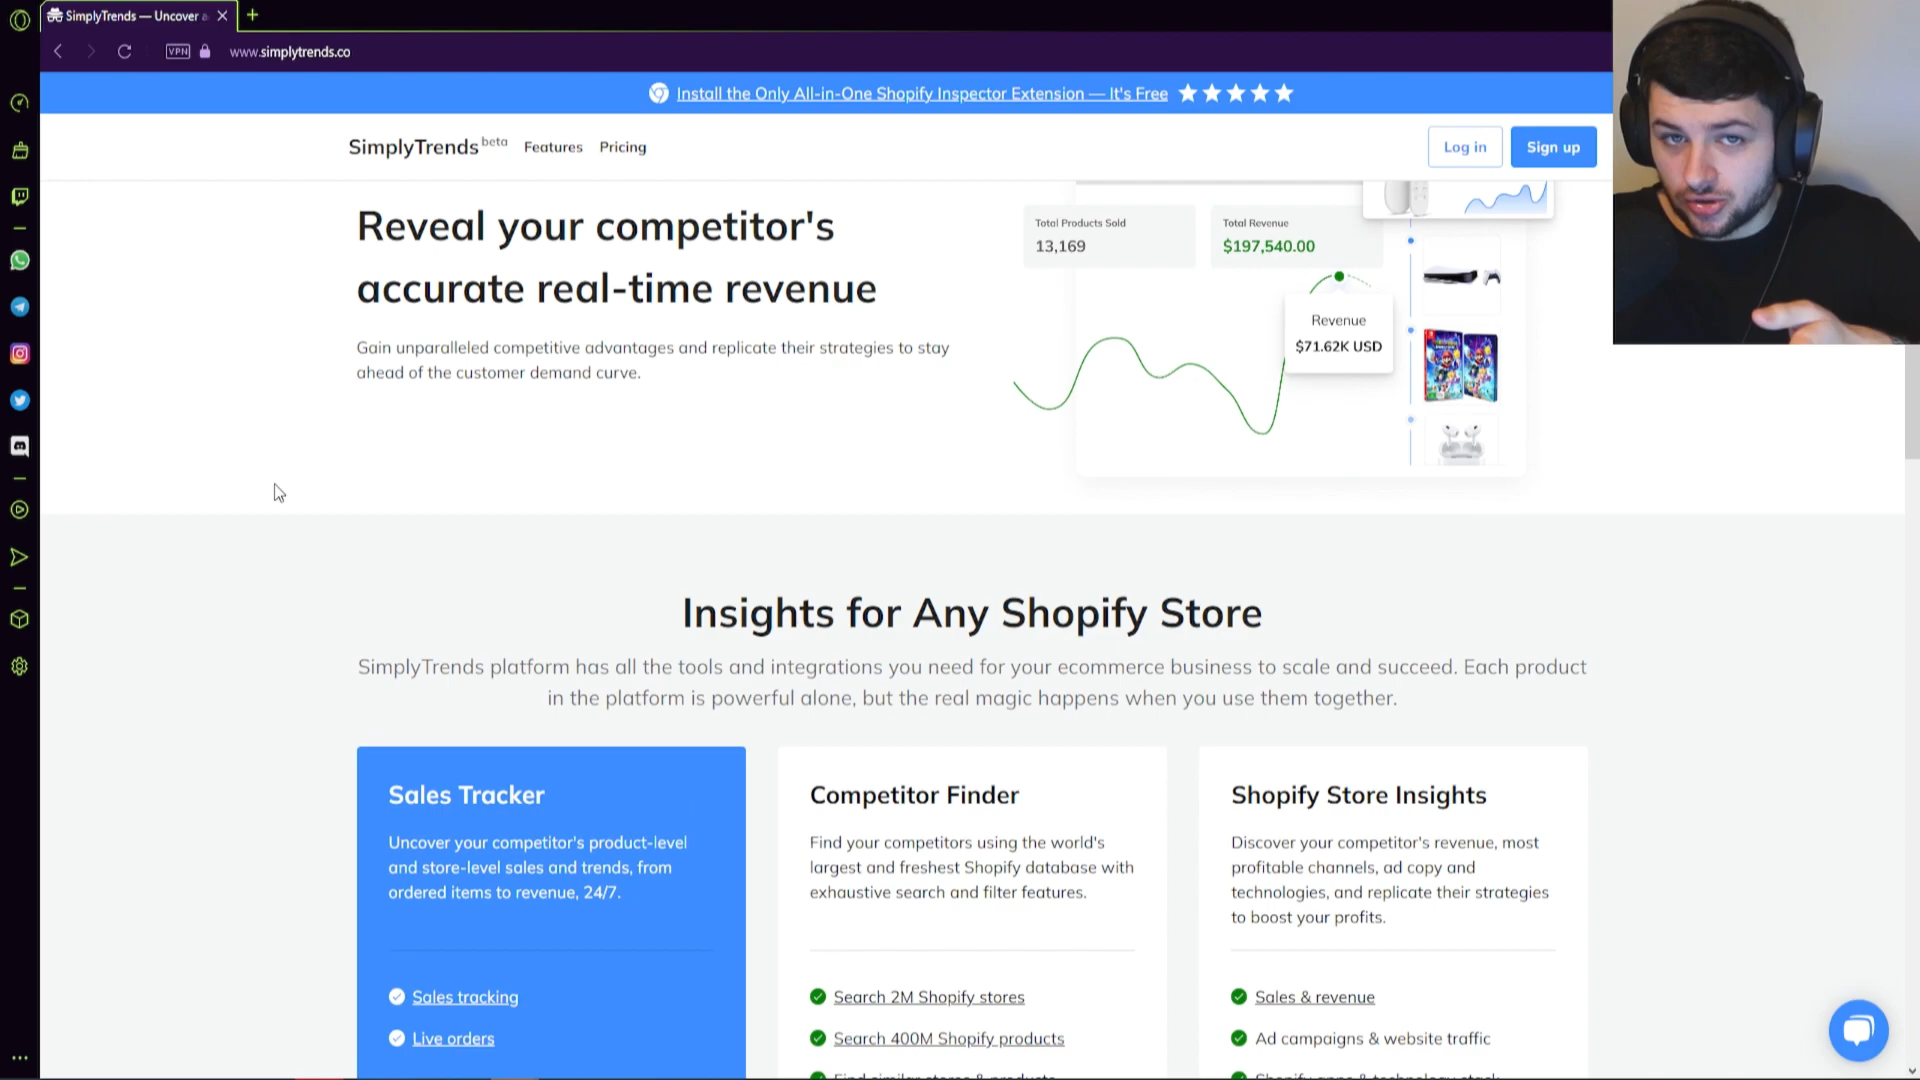 SimplyTrends — Uncover a
VPN
www.simplytrends.co
Install the Only All-in-One Shopify Inspector Extension — It's Free
SimplyTrends beta
Features
Pricing
Log in
Sign up
Reveal your competitor's
accurate real-time revenue
Gain unparalleled competitive advantages and replicate their strategies to stay
ahead of the customer demand curve.
Total Products Sold
13,169
Total Revenue
$197,540.00
Revenue
$71.62K USD
Insights for Any Shopify Store
SimplyTrends platform has all the tools and integrations you need for your ecommerce business to scale and succeed. Each product
in the platform is powerful alone, but the real magic happens when you use them together.
Sales Tracker
Uncover your competitor's product-level
and store-level sales and trends, from
ordered items to revenue, 24/7.
Sales tracking
Live orders
Competitor Finder
Find your competitors using the world's
largest and freshest Shopify database with
exhaustive search and filter features.
Search 2M Shopify stores
Search 400M Shopify products
Find similar stores & products
Shopify Store Insights
Discover your competitor's revenue, most
profitable channels, ad copy and
technologies, and replicate their strategies
to boost your profits.
Sales & revenue
Ad campaigns & website traffic
Shopify apps & technology stack